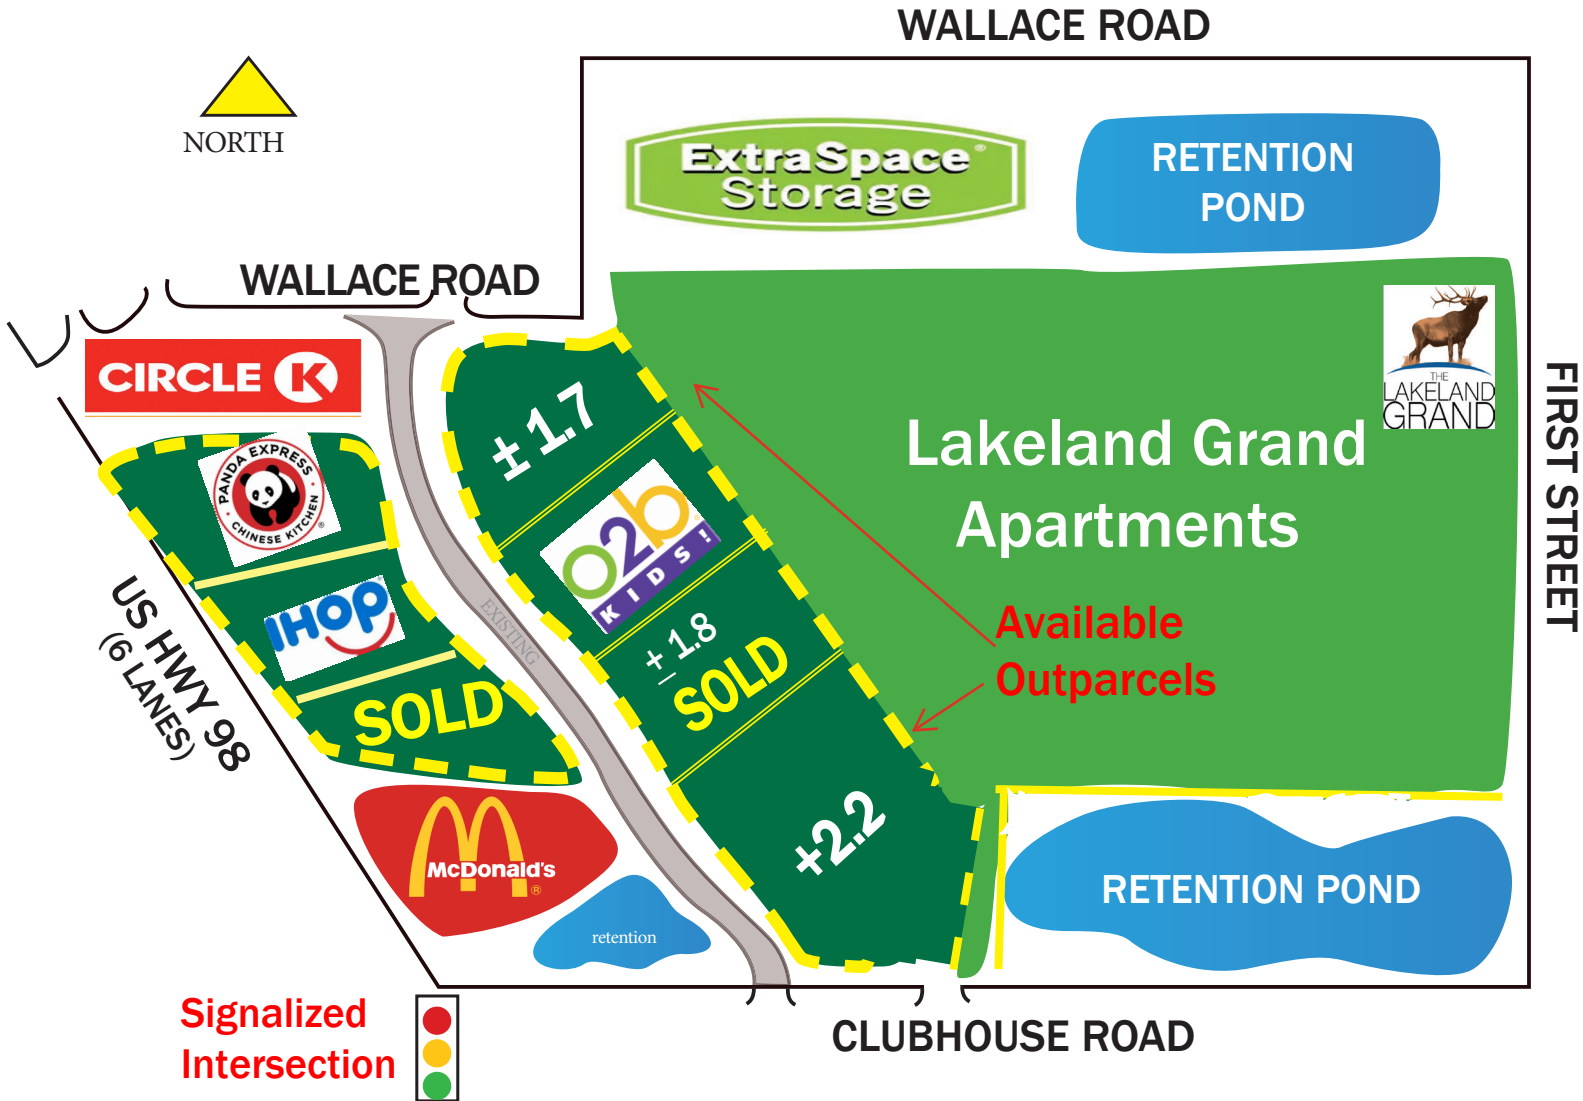 WALLACE ROAD
NORTH
ExtraSpace®
Storage
RETENTION
POND
WALLACE ROAD
CIRCLE K
THE
LAKELAND
GRAND
± 1.7
Lakeland Grand
Apartments
FIRST STREET
PANDA EXPRESS
CHINESE KITCHEN®
o2b
KIDS!
IHOP
EXISTING
± 1.8
SOLD
Available
Outparcels
US HWY 98
(6 LANES)
SOLD
+2.2
McDonald's
®
retention
RETENTION POND
Signalized
Intersection
CLUBHOUSE ROAD